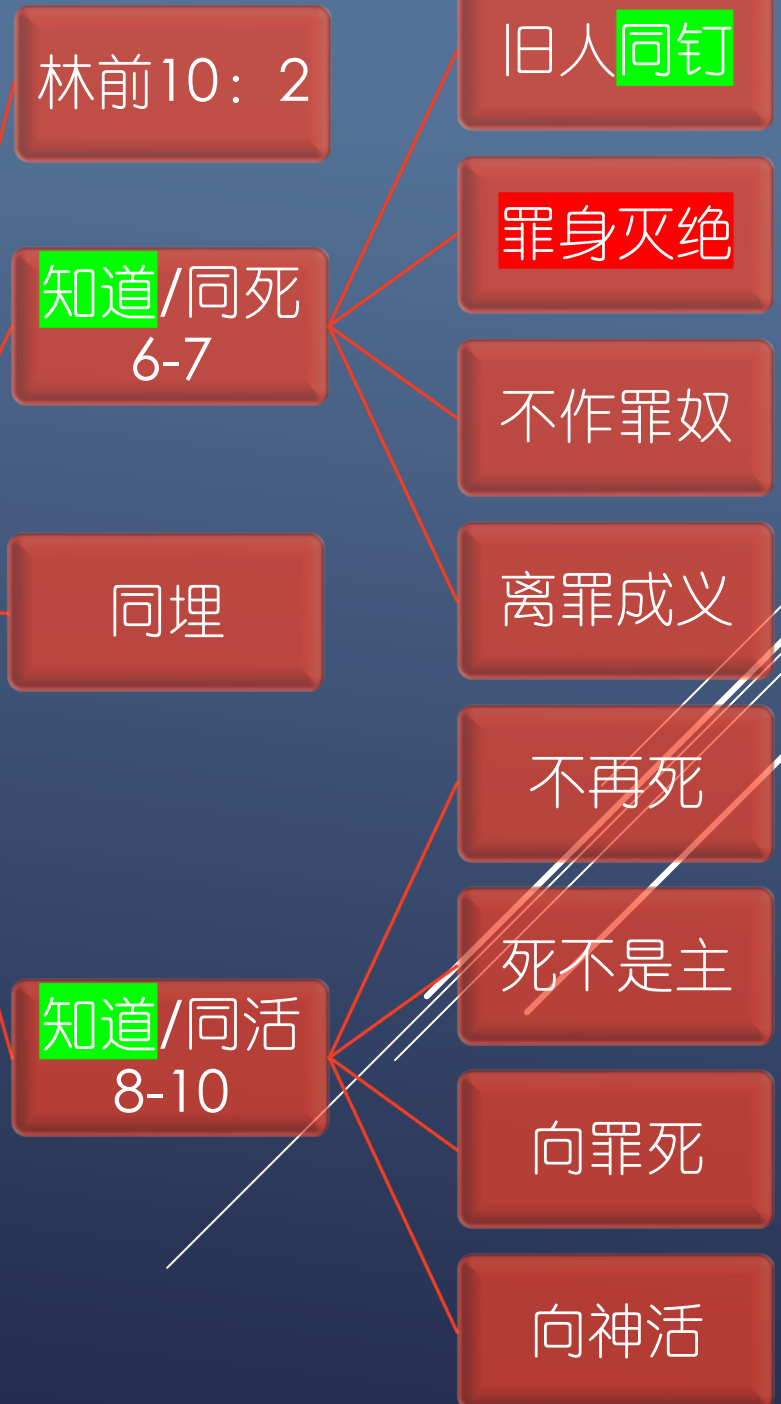 林前10：2
知道/同死
6-7
旧人同钉
罪身灭绝
不作罪奴
离罪成义
同埋
知道/同活
8-10
不再死
死不是主
向罪死
向神活